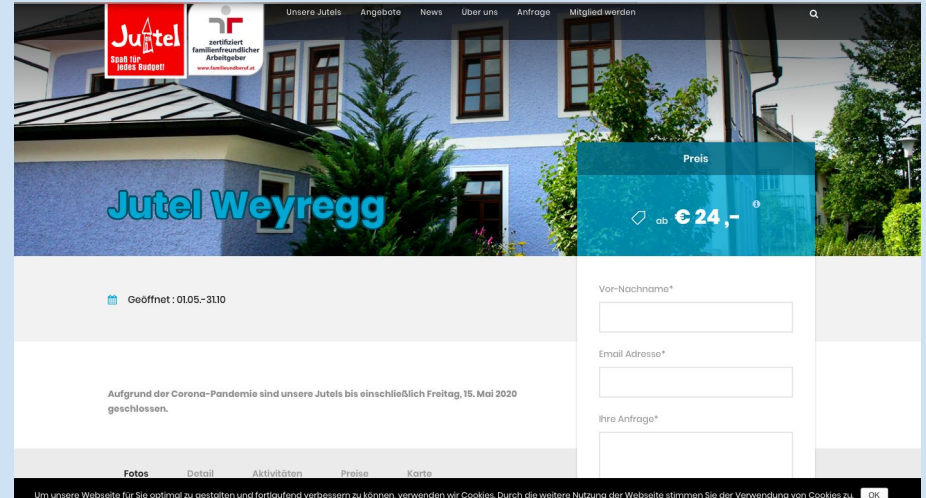 Jutel
Spaß für
jedes Budget!
zertifiziert
familienfreundlicher
Arbeitgeber
www.familieundberuf.at
Unsere Jutels Angebote News Über uns Anfrage Mitglied werden
Jutel Weyregg
Preis
ab € 24 ,-
Geöffnet : 01.05.-31.10
Vor-Nachname*
Email Adresse*
Ihre Anfrage*
Aufgrund der Corona-Pandemie sind unsere Jutels bis einschließlich Freitag, 15. Mai 2020
geschlossen.
Fotos Detail Aktivitäten Preise Karte
Um unsere Webseite für Sie optimal zu gestalten und fortlaufend verbessern zu können, verwenden wir Cookies. Durch die weitere Nutzung der Webseite stimmen Sie der Verwendung von Cookies zu. OK